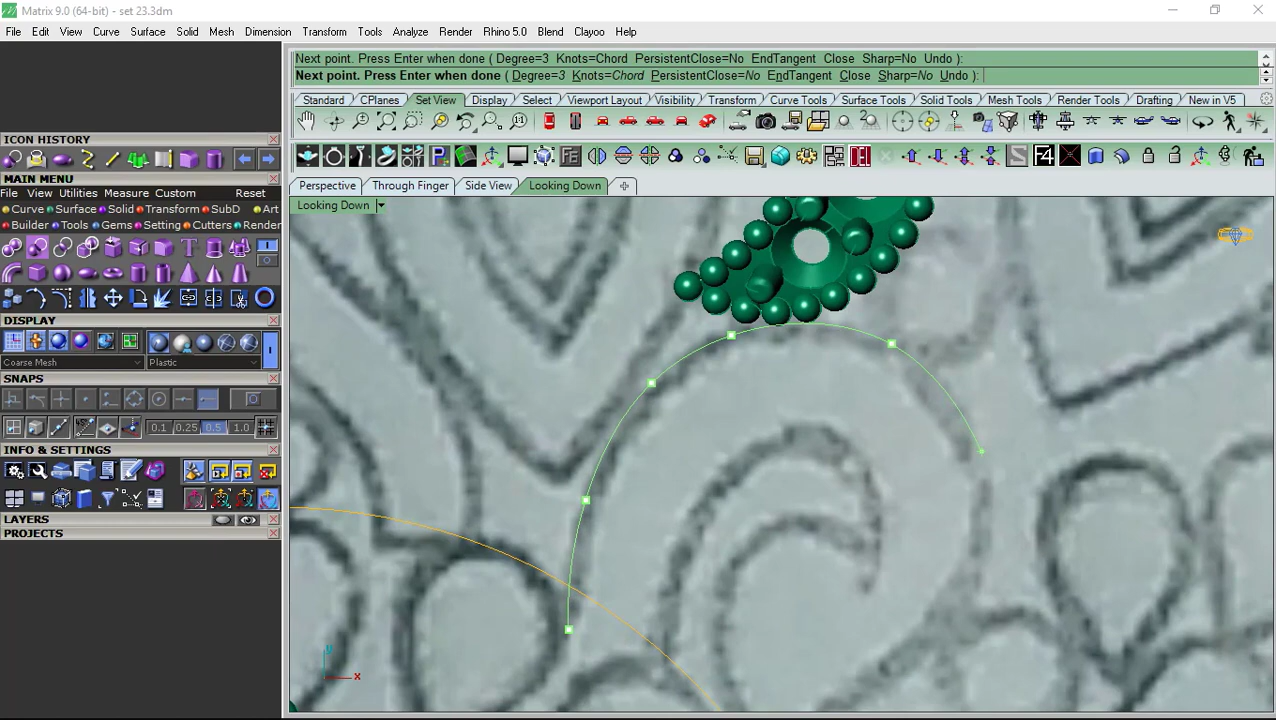 Matrix 9.0 (64-bit) - set 23.3dm
File Edit View Curve Surface Solid Mesh Dimension Transform Tools Analyze Render Rhino 5.0 Blend Clayoo Help
Next point. Press Enter when done ( Degree=3 Knots=Chord PersistentClose=No EndTangent Close Sharp=No Undo ):
Next point. Press Enter when done ( Degree=3 Knots=Chord PersistentClose=No EndTangent Close Sharp=No Undo ):
Standard CPlanes Set View Display Select Viewport Layout Visibility Transform Curve Tools Surface Tools Solid Tools Mesh Tools Render Tools Drafting New in V5
ICON HISTORY
MAIN MENU
File View Utilities Measure Custom Reset
Curve Surface Solid Transform SubD Art
Builder Tools Gems Setting Cutters Render
DISPLAY
Coarse Mesh Plastic
SNAPS
0.1 0.25 0.5 1.0
INFO & SETTINGS
LAYERS
PROJECTS
Perspective Through Finger Side View Looking Down
Looking Down
y
x